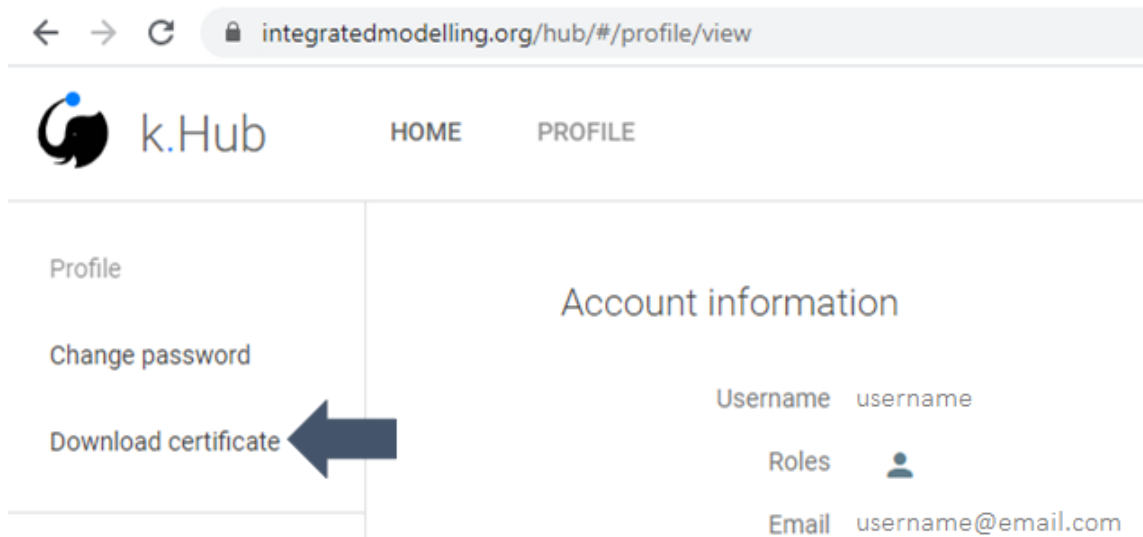 integratedmodelling.org/hub/#/profile/view
k.Hub HOME PROFILE
Profile
Change password
Download certificate
Account information
Username username
Roles
Email username@email.com